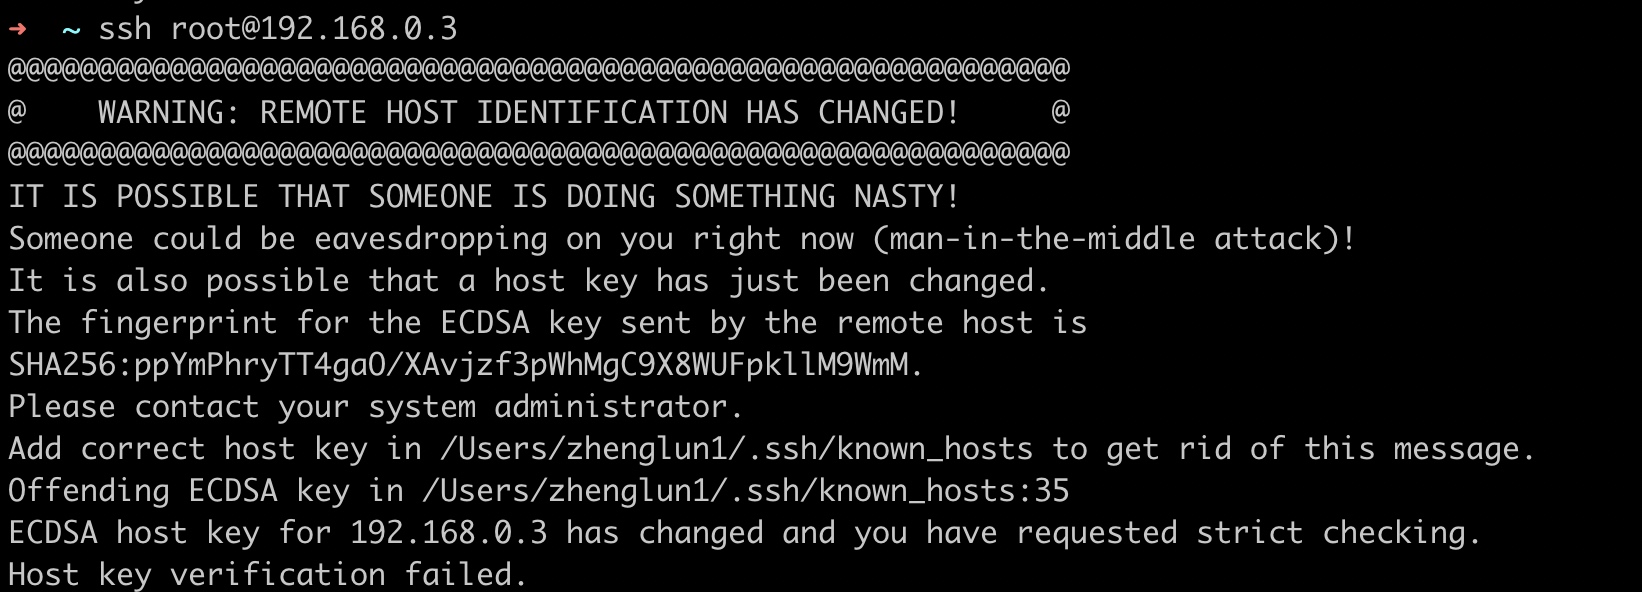 ➜  ~ ssh root@192.168.0.3
@@@@@@@@@@@@@@@@@@@@@@@@@@@@@@@@@@@@@@@@@@@@@@@@@@@@@@@@@@@
@    WARNING: REMOTE HOST IDENTIFICATION HAS CHANGED!     @
@@@@@@@@@@@@@@@@@@@@@@@@@@@@@@@@@@@@@@@@@@@@@@@@@@@@@@@@@@@
IT IS POSSIBLE THAT SOMEONE IS DOING SOMETHING NASTY!
Someone could be eavesdropping on you right now (man-in-the-middle attack)!
It is also possible that a host key has just been changed.
The fingerprint for the ECDSA key sent by the remote host is
SHA256:ppYmPhryTT4gaO/XAvjzf3pWhMgC9X8WUFpkllM9WmM.
Please contact your system administrator.
Add correct host key in /Users/zhenglun1/.ssh/known_hosts to get rid of this message.
Offending ECDSA key in /Users/zhenglun1/.ssh/known_hosts:35
ECDSA host key for 192.168.0.3 has changed and you have requested strict checking.
Host key verification failed.